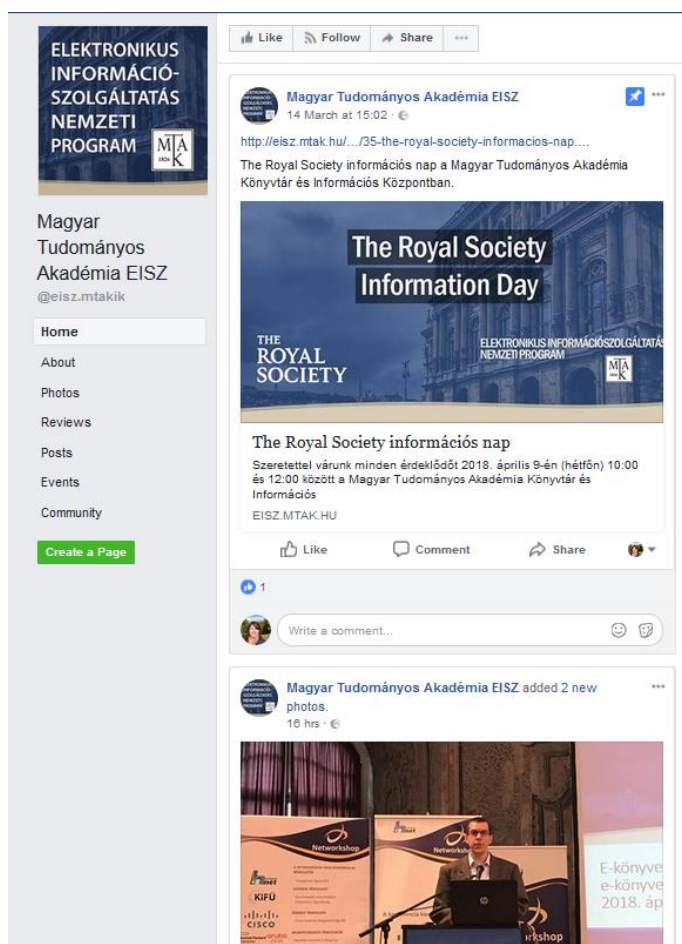 ELEKTRONIKUS
INFORMÁCIÓ-
SZOLGÁLTATÁS
NEMZETI
PROGRAM
MTA
1826 K
Magyar
Tudományos
Akadémia EISZ
@eisz.mtakik
Home
About
Photos
Reviews
Posts
Events
Community
Create a Page
Like Follow Share
Magyar Tudományos Akadémia EISZ
14 March at 15:02
http://eisz.mtak.hu/.../35-the-royal-society-informacios-nap....
The Royal Society információs nap a Magyar Tudományos Akadémia
Könyvtár és Információs Központban.
The Royal Society
Information Day
THE
ROYAL
SOCIETY
ELEKTRONIKUS INFORMÁCIÓSZOLGÁLTATÁ
NEMZETI PROGRAM
MTA
K
The Royal Society információs nap
Szeretettel várunk minden érdeklődőt 2018. április 9-én (hétfőn) 10:00
és 12:00 között a Magyar Tudományos Akadémia Könyvtár és
Információs
EISZ.MTAK.HU
Like Comment Share
1
Write a comment...
Magyar Tudományos Akadémia EISZ added 2 new
photos.
16 hrs
Networkshop
Networkshop
KIFÜ
CISCO
hp
rkshop
E-könyve
e-könyve
2018. áp